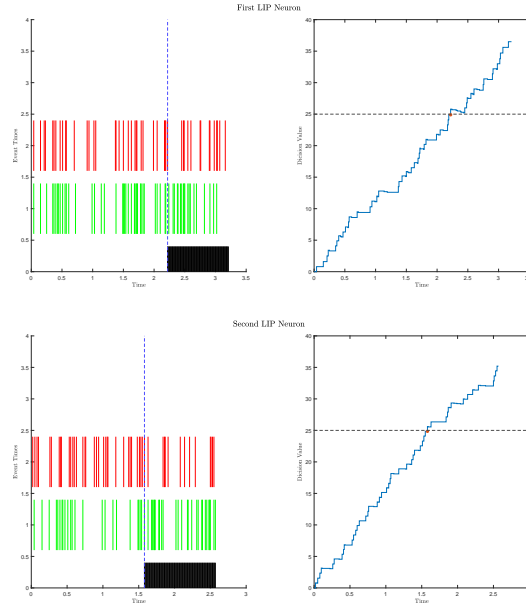 First LIP Neuron
4
3.5
3
2.5
2
1.5
1
0.5
0
Event Times
0 0.5 1 1.5 2 2.5 3 3.5
Time
40
35
30
25
20
15
10
5
0
Decision Value
0 0.5 1 1.5 2 2.5 3
Time
Second LIP Neuron
4
3.5
3
2.5
2
1.5
1
0.5
0
Event Times
0 0.5 1 1.5 2 2.5 3
Time
40
35
30
25
20
15
10
5
0
Decision Value
0 0.5 1 1.5 2 2.5 3
Time